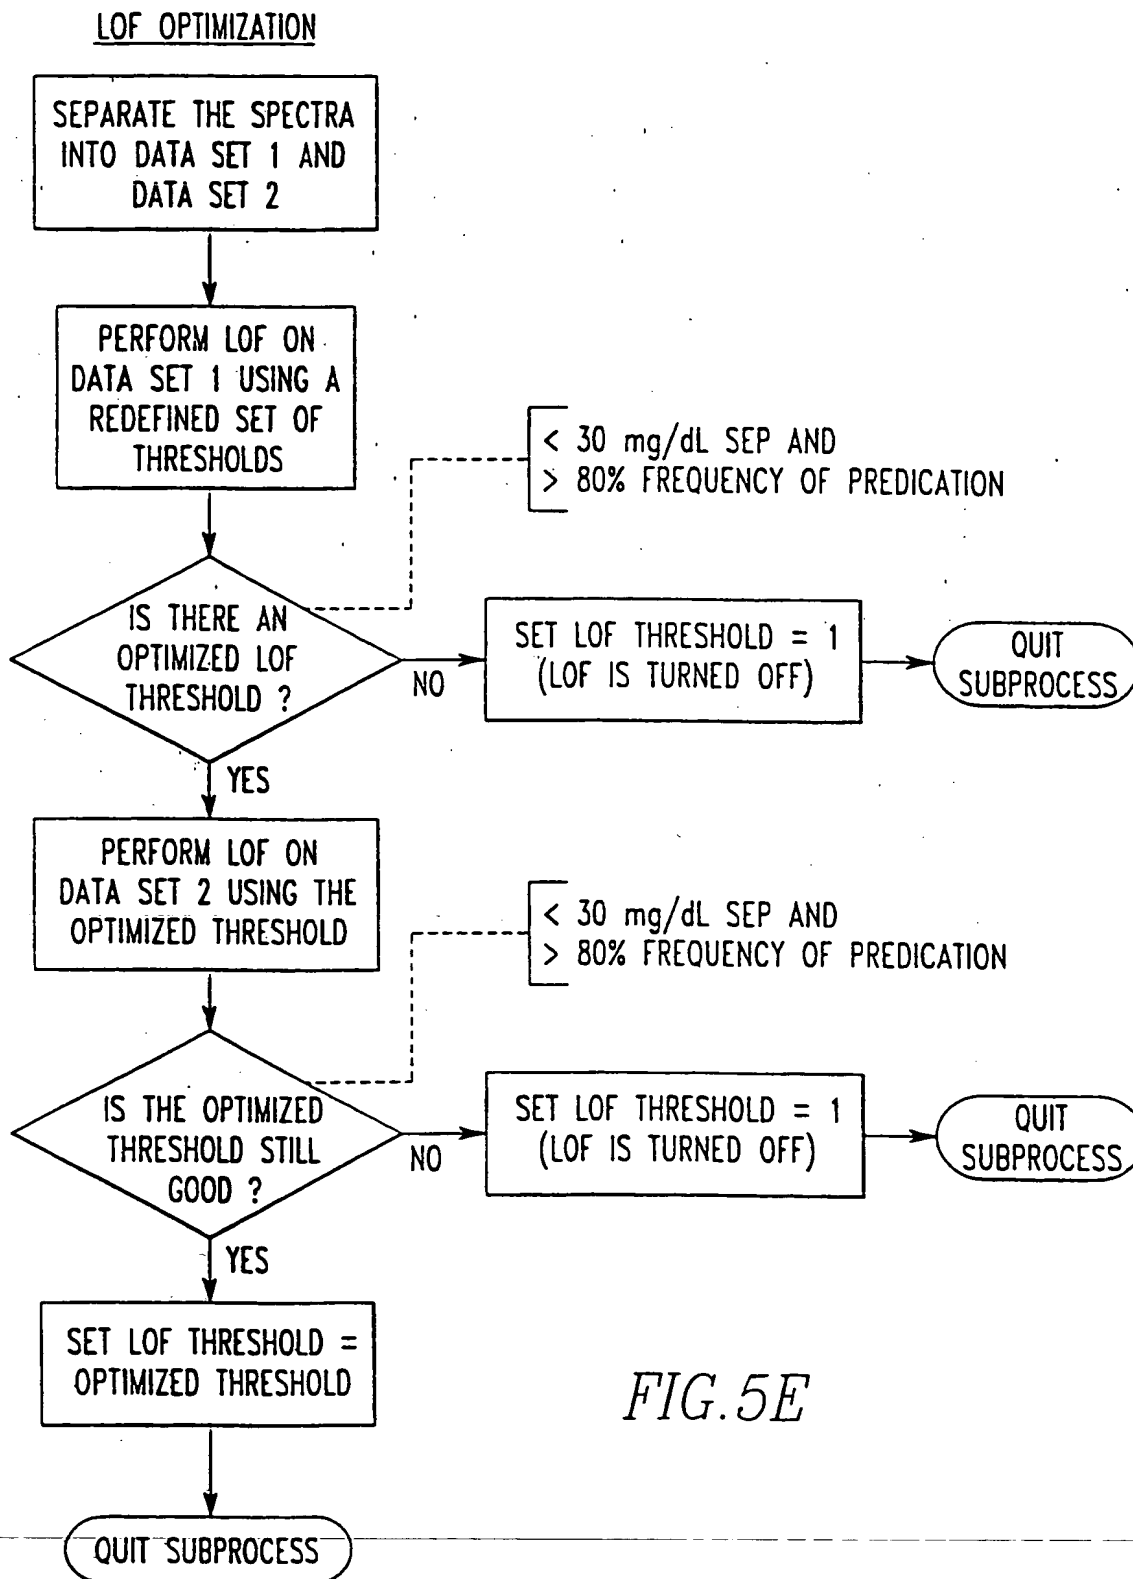 LOF OPTIMIZATION
SEPARATE THE SPECTRA
INTO DATA SET 1 AND
DATA SET 2
PERFORM LOF ON
DATA SET 1 USING A
REDEFINED SET OF
THRESHOLDS
< 30 mg/dL SEP AND
> 80% FREQUENCY OF PREDICATION
IS THERE AN
OPTIMIZED LOF
THRESHOLD ?
NO
SET LOF THRESHOLD = 1
(LOF IS TURNED OFF)
QUIT
SUBPROCESS
YES
PERFORM LOF ON
DATA SET 2 USING THE
OPTIMIZED THRESHOLD
< 30 mg/dL SEP AND
> 80% FREQUENCY OF PREDICATION
IS THE OPTIMIZED
THRESHOLD STILL
GOOD ?
NO
SET LOF THRESHOLD = 1
(LOF IS TURNED OFF)
QUIT
SUBPROCESS
YES
SET LOF THRESHOLD =
OPTIMIZED THRESHOLD
FIG.5E
QUIT SUBPROCESS